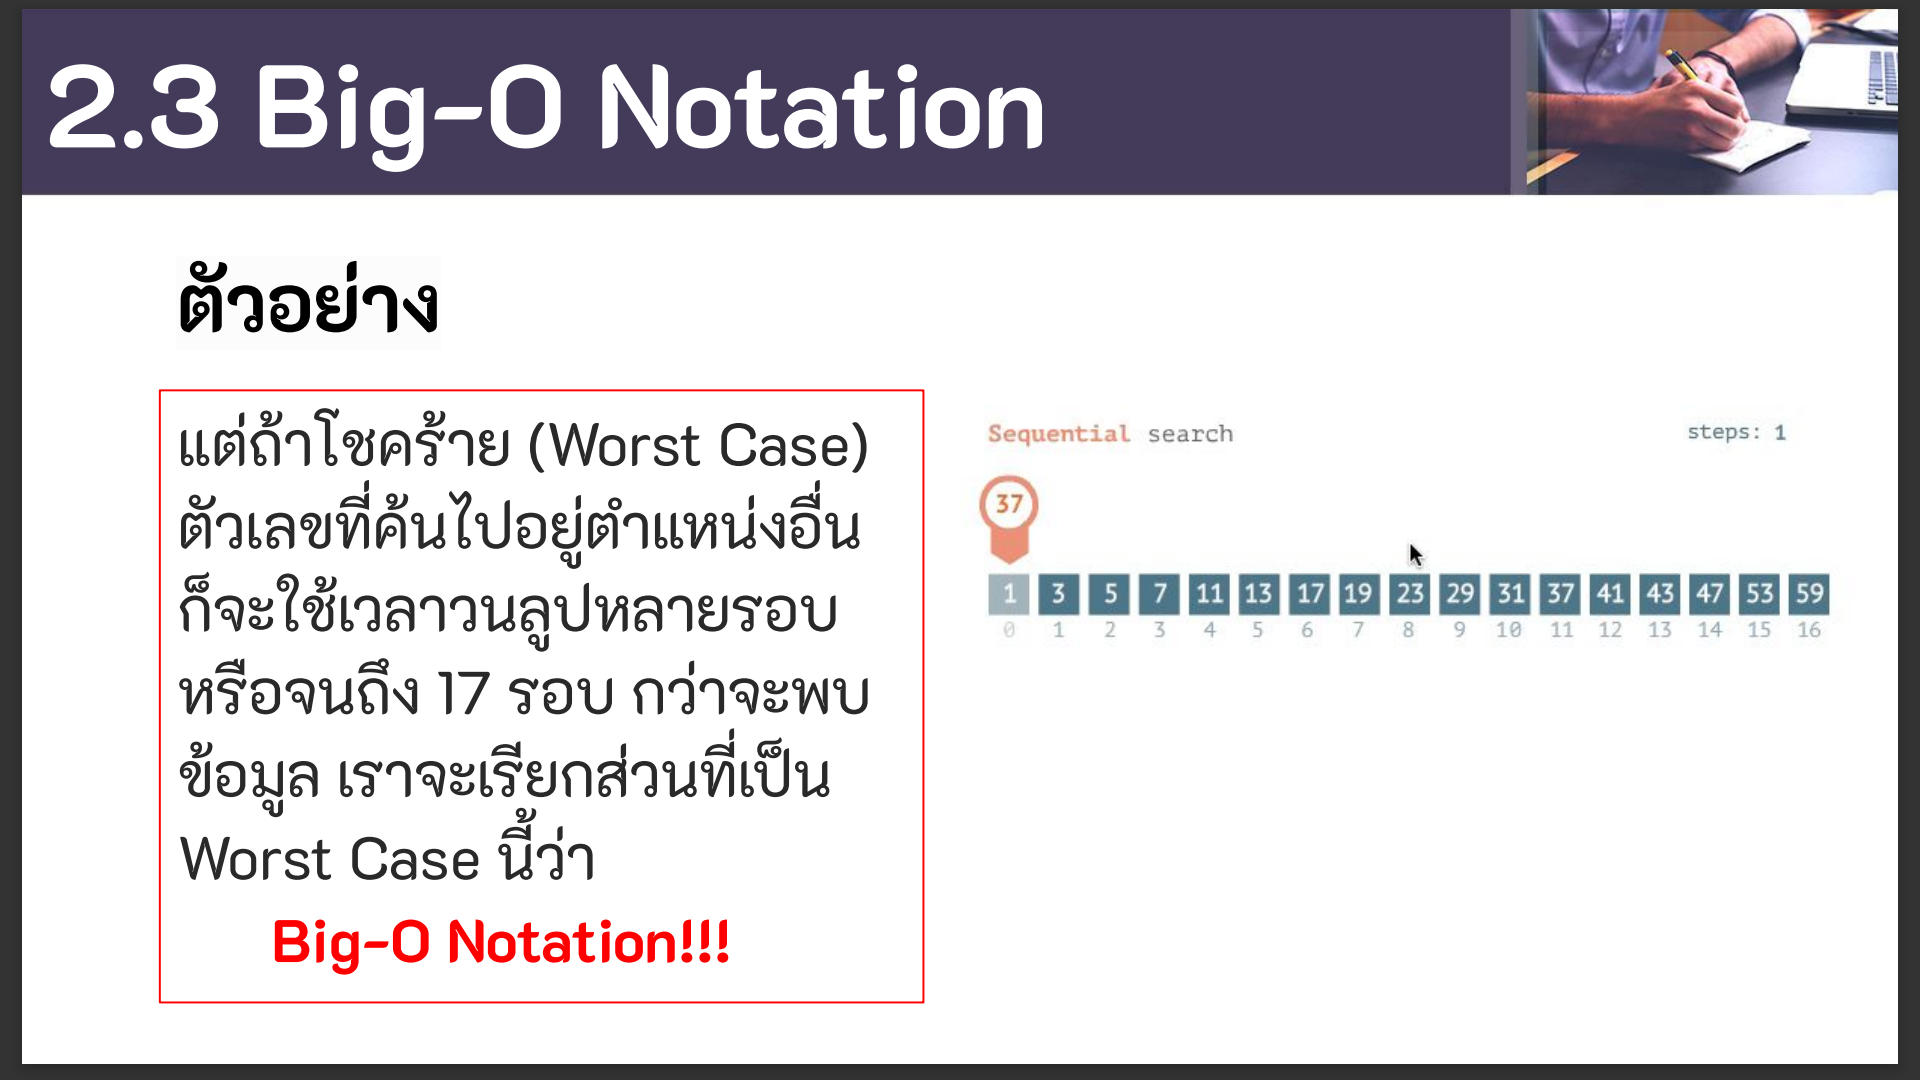 2.3 Big-O Notation
ตัวอย่าง
แต่ถ้าโชคร้าย (Worst Case)
ตัวเลขที่ค้นไปอยู่ตำแหน่งอื่น
ก็จะใช้เวลาวนลูปหลายรอบ
หรือจนถึง 17 รอบ กว่าจะพบ
ข้อมูล เราจะเรียกส่วนที่เป็น
Worst Case นี้ว่า
Big-O Notation!!!
Sequential search
steps: 1
37
1 3 5 7 11 13 17 19 23 29 31 37 41 43 47 53 59
0 1 2 3 4 5 6 7 8 9 10 11 12 13 14 15 16